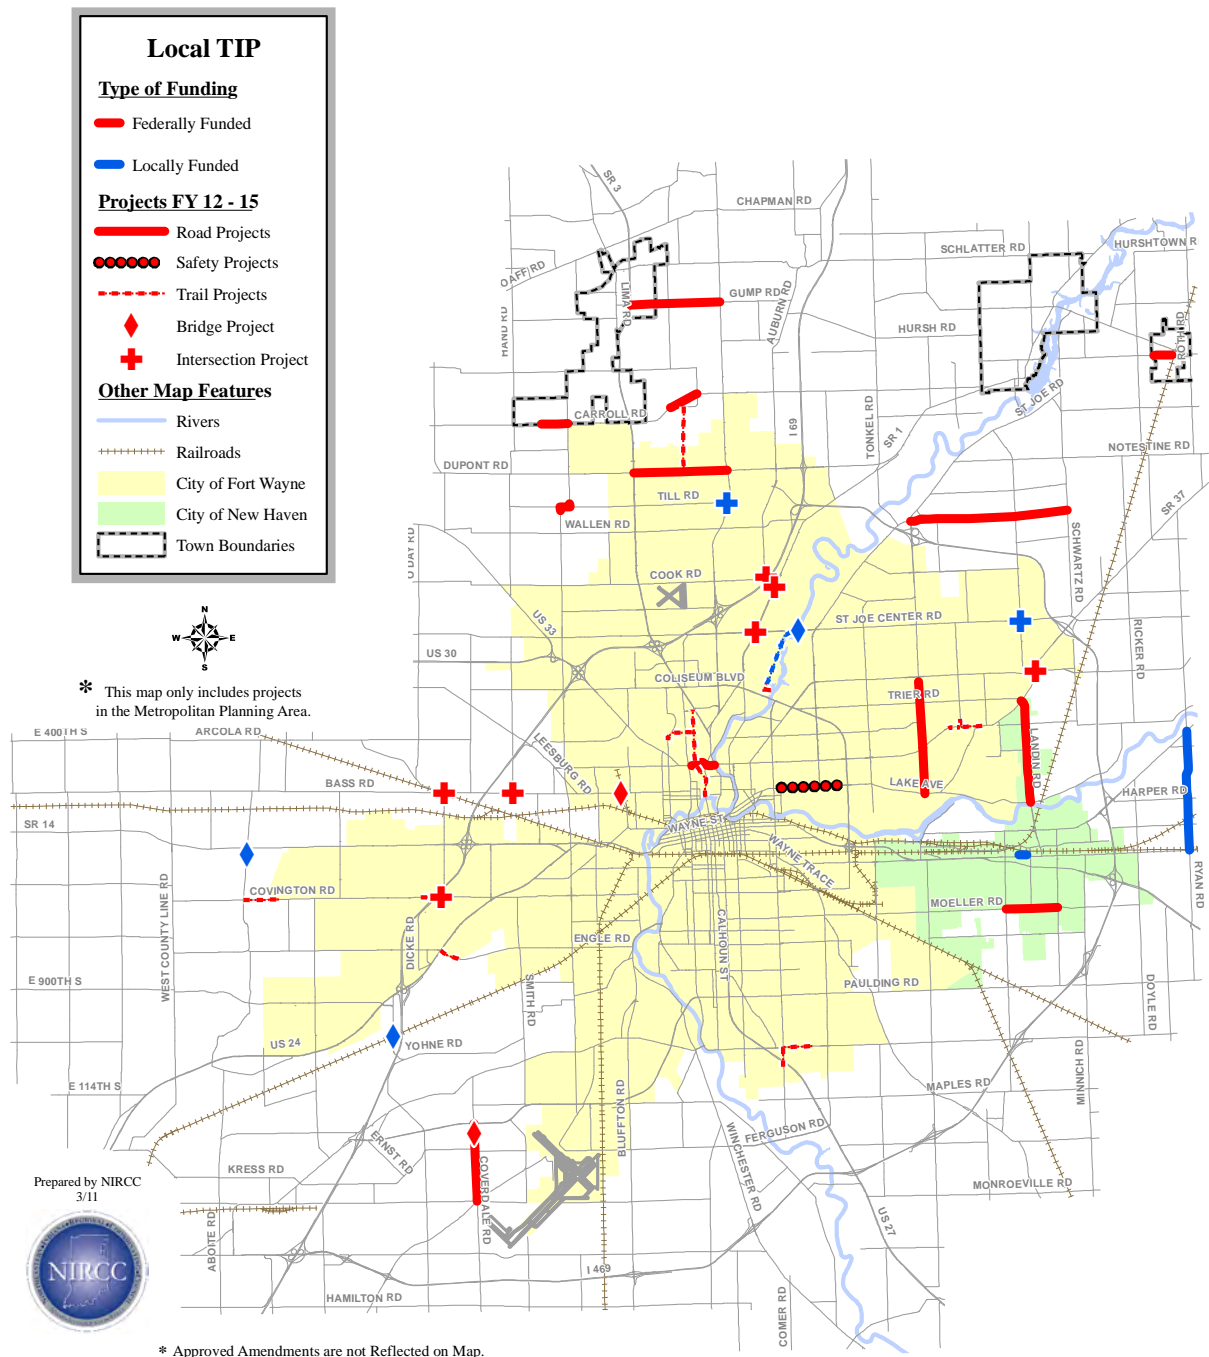 Local TIP
Type of Funding
Federally Funded
Locally Funded
Projects FY 12 - 15
Road Projects
Safety Projects
Trail Projects
Bridge Project
Intersection Project
Other Map Features
Rivers
Railroads
City of Fort Wayne
City of New Haven
Town Boundaries
N
W E
S
* This map only includes projects
in the Metropolitan Planning Area.
SR 3
CHAPMAN RD
SCHLATTER RD
HURSHTOWN R
OAFF RD
LIMA RD
GUMP RD
AUBURN RD
HAND RD
HURSH RD
ROTH RD
ST JOE RD
CARROLL RD
I 69
TONKEL RD
SR 1
NOTESTINE RD
DUPONT RD
TILL RD
WALLEN RD
SR 37
O DAY RD
SCHWARTZ RD
COOK RD
US 33
ST JOE CENTER RD
RICKER RD
US 30
COLISEUM BLVD
TRIER RD
E 400TH S
ARCOLA RD
LEESBURG RD
LANDIN RD
BASS RD
LAKE AVE
HARPER RD
SR 14
WAYNE ST
WAYNE TRACE
COVINGTON RD
WEST COUNTY LINE RD
MOELLER RD
RYAN RD
DICKE RD
ENGLE RD
CALHOUN ST
SMITH RD
PAULDING RD
E 900TH S
DOYLE RD
US 24
YOHNE RD
MINNICH RD
E 114TH S
MAPLES RD
BLUFFTON RD
FERGUSON RD
WINCHESTER RD
ERNST RD
KRESS RD
COVERDALE RD
MONROEVILLE RD
ABOITE RD
US 27
I 469
HAMILTON RD
COMER RD
Prepared by NIRCC
3/11
NIRCC
* Approved Amendments are not Reflected on Map.